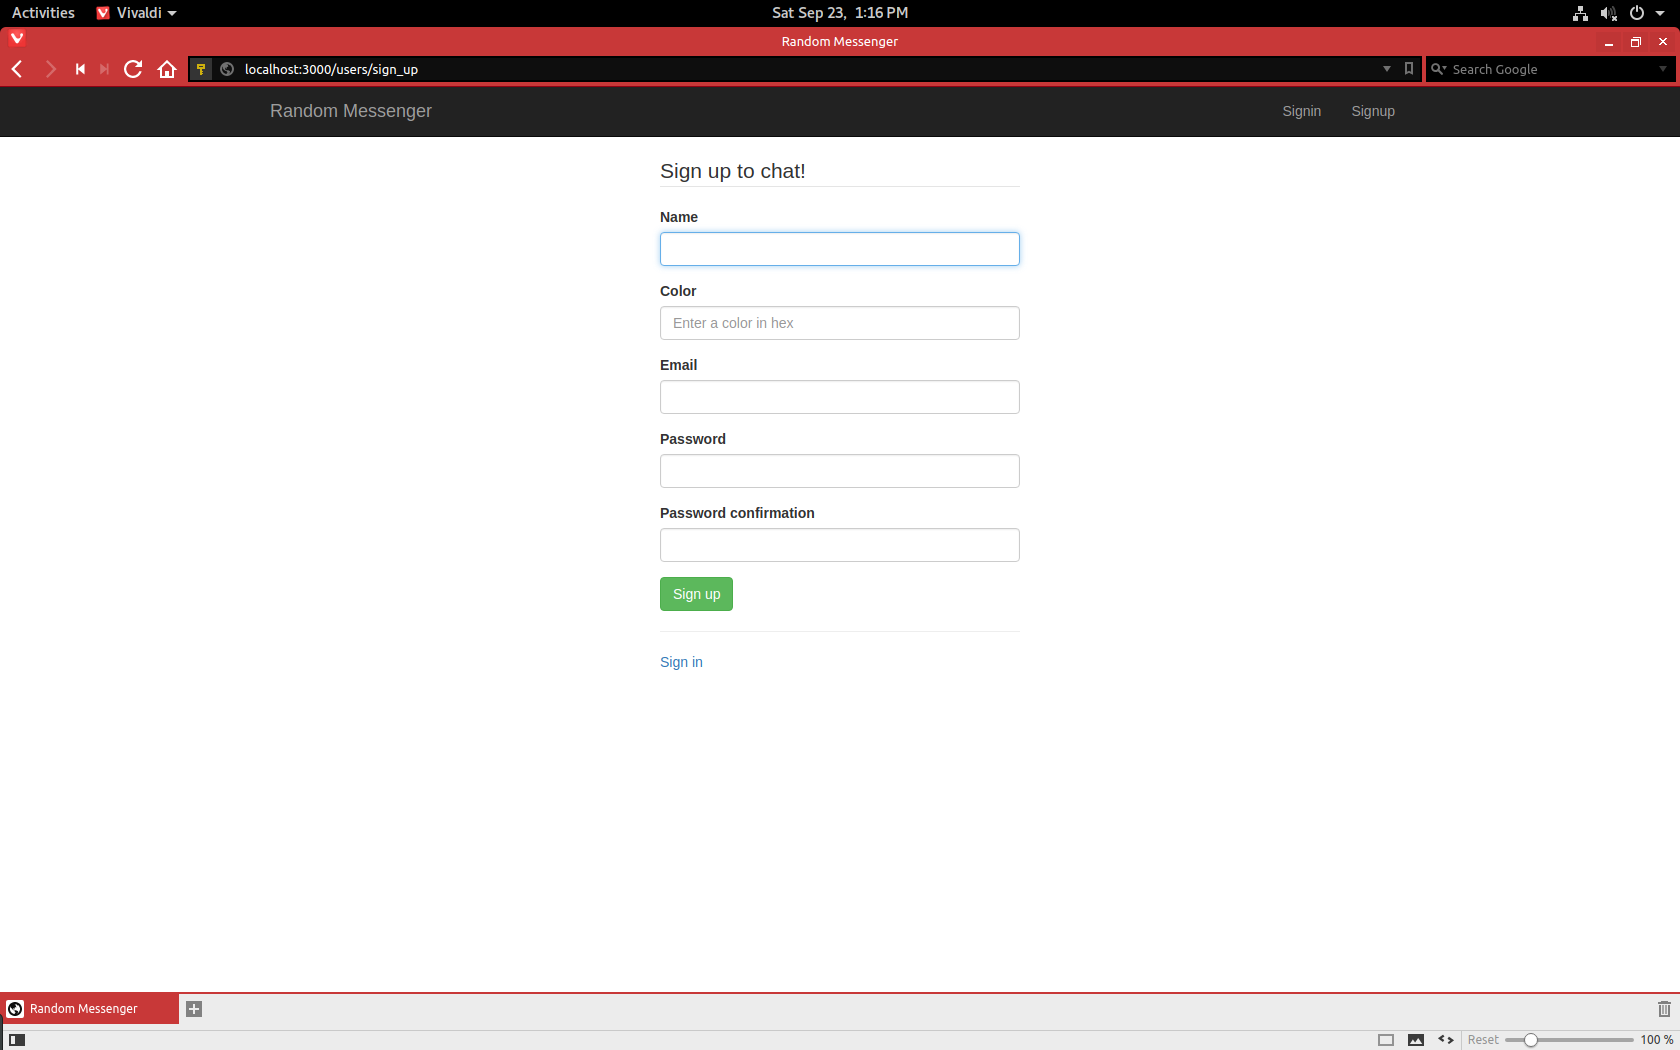 Activities Vivaldi Sat Sep 23, 1:16 PM
Random Messenger
localhost:3000/users/sign_up Search Google
Random Messenger Signin Signup
Sign up to chat!
Name
Color
Enter a color in hex
Email
Password
Password confirmation
Sign up
Sign in
Random Messenger
Reset 100 %